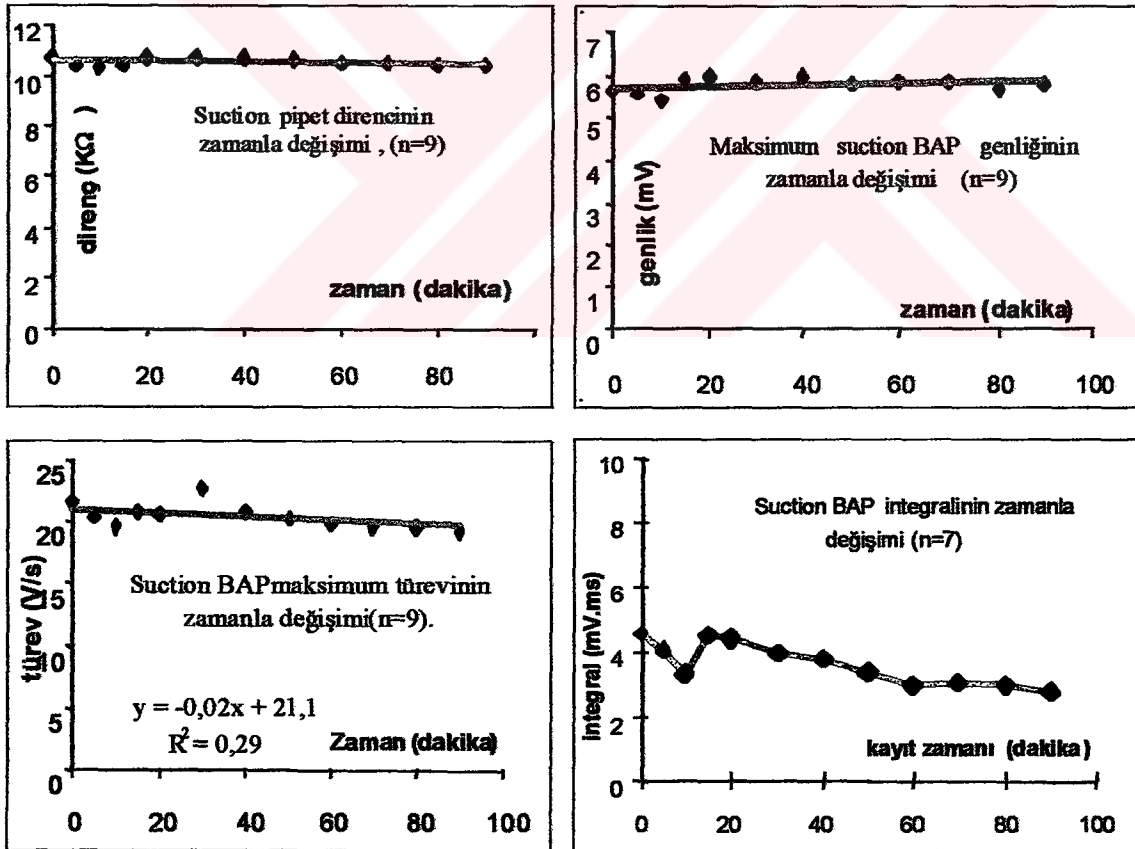 12
10
8
6
4
2
0
direnç (KΩ )
Suction pipet direncinin
zamanla değişimi , (n=9)
zaman (dakika)
0 20 40 60 80
7
6
5
4
3
2
1
0
genlik (mV)
Maksimum suction BAP genliğinin
zamanla değişimi (n=9)
zaman (dakika)
0 20 40 60 80 100
25
20
15
10
5
0
türev (V/s)
Suction BAPmaksimum türevinin
zamanla değişimi(n=9).
y = -0,02x + 21,1
R² = 0,29
Zaman (dakika)
0 20 40 60 80 100
10
8
6
4
2
0
integral (mV.ms)
Suction BAP integralinin zamanla
değişimi (n=7)
kayıt zamanı (dakika)
0 20 40 60 80 100